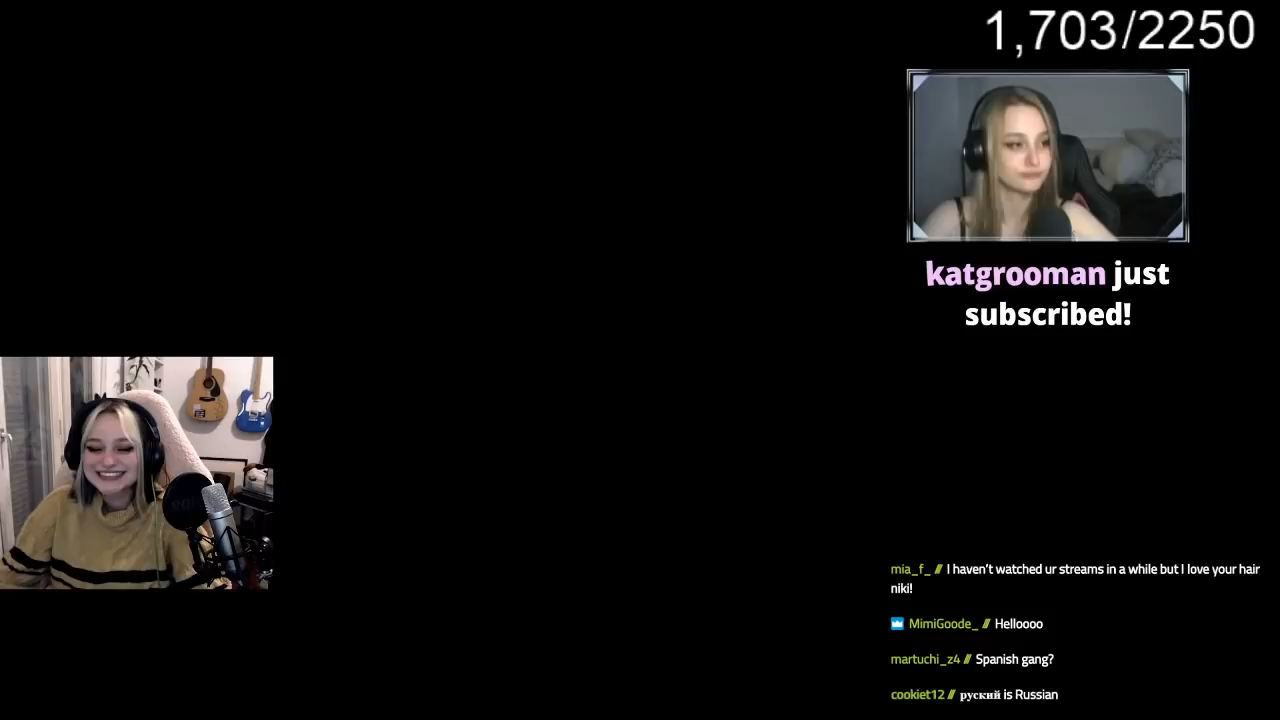 1,703/2250
katgrooman just
subscribed!
mia_f_ // I haven't watched ur streams in a while but I love your hair
niki!
MimiGoode_ // Helloooo
martuchi_z4 // Spanish gang?
cookiet12 // руский is Russian